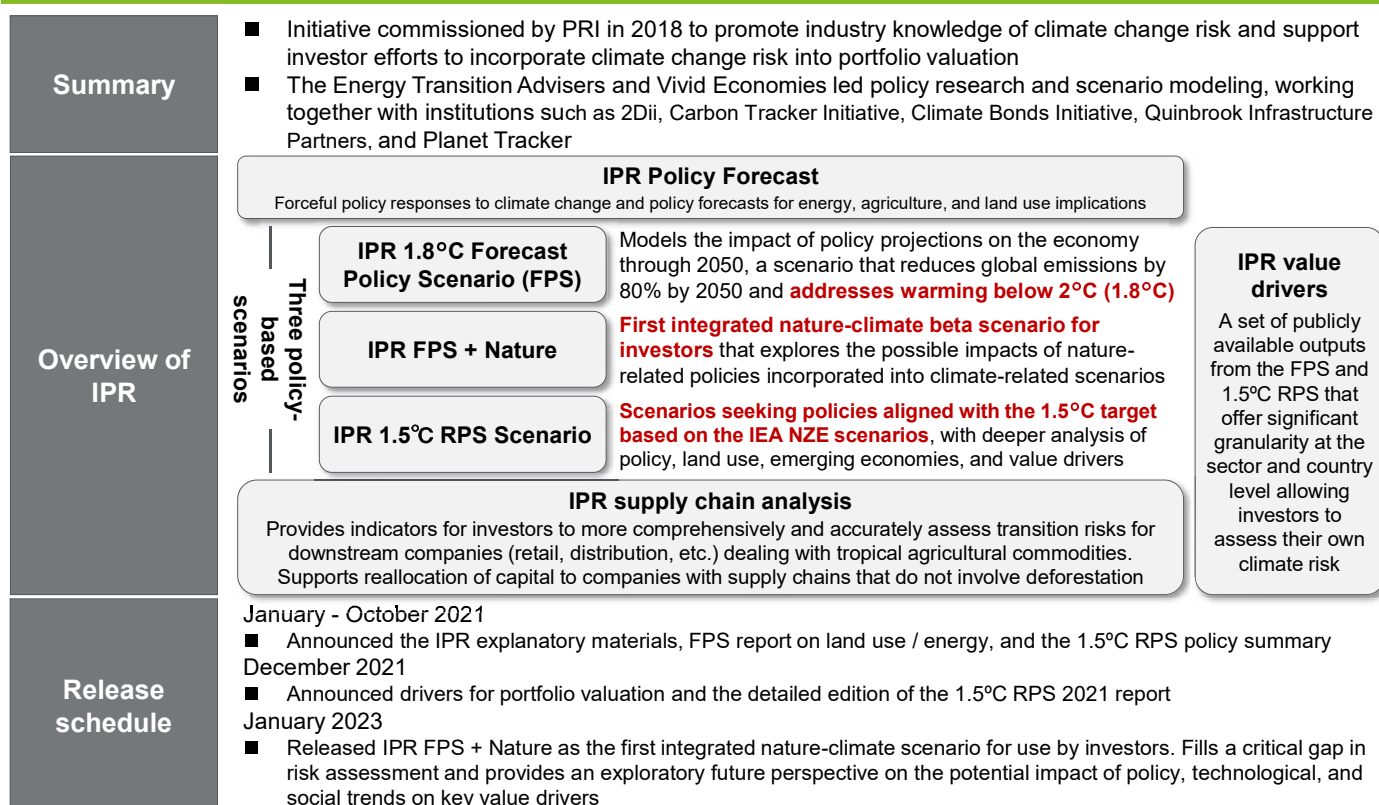 Summary
■ Initiative commissioned by PRI in 2018 to promote industry knowledge of climate change risk and support
investor efforts to incorporate climate change risk into portfolio valuation
■ The Energy Transition Advisers and Vivid Economies led policy research and scenario modeling, working
together with institutions such as 2Dii, Carbon Tracker Initiative, Climate Bonds Initiative, Quinbrook Infrastructure
Partners, and Planet Tracker
Overview of
IPR
IPR Policy Forecast
Forceful policy responses to climate change and policy forecasts for energy, agriculture, and land use implications
Three policy-
based
scenarios
IPR 1.8°C Forecast
Policy Scenario (FPS)
Models the impact of policy projections on the economy
through 2050, a scenario that reduces global emissions by
80% by 2050 and addresses warming below 2°C (1.8°C)
IPR FPS + Nature
First integrated nature-climate beta scenario for
investors that explores the possible impacts of nature-
related policies incorporated into climate-related scenarios
IPR 1.5℃ RPS Scenario
Scenarios seeking policies aligned with the 1.5°C target
based on the IEA NZE scenarios, with deeper analysis of
policy, land use, emerging economies, and value drivers
IPR supply chain analysis
Provides indicators for investors to more comprehensively and accurately assess transition risks for
downstream companies (retail, distribution, etc.) dealing with tropical agricultural commodities.
Supports reallocation of capital to companies with supply chains that do not involve deforestation
IPR value
drivers
A set of publicly
available outputs
from the FPS and
1.5ºC RPS that
offer significant
granularity at the
sector and country
level allowing
investors to
assess their own
climate risk
Release
schedule
January - October 2021
■ Announced the IPR explanatory materials, FPS report on land use / energy, and the 1.5ºC RPS policy summary
December 2021
■ Announced drivers for portfolio valuation and the detailed edition of the 1.5ºC RPS 2021 report
January 2023
■ Released IPR FPS + Nature as the first integrated nature-climate scenario for use by investors. Fills a critical gap in
risk assessment and provides an exploratory future perspective on the potential impact of policy, technological, and
social trends on key value drivers